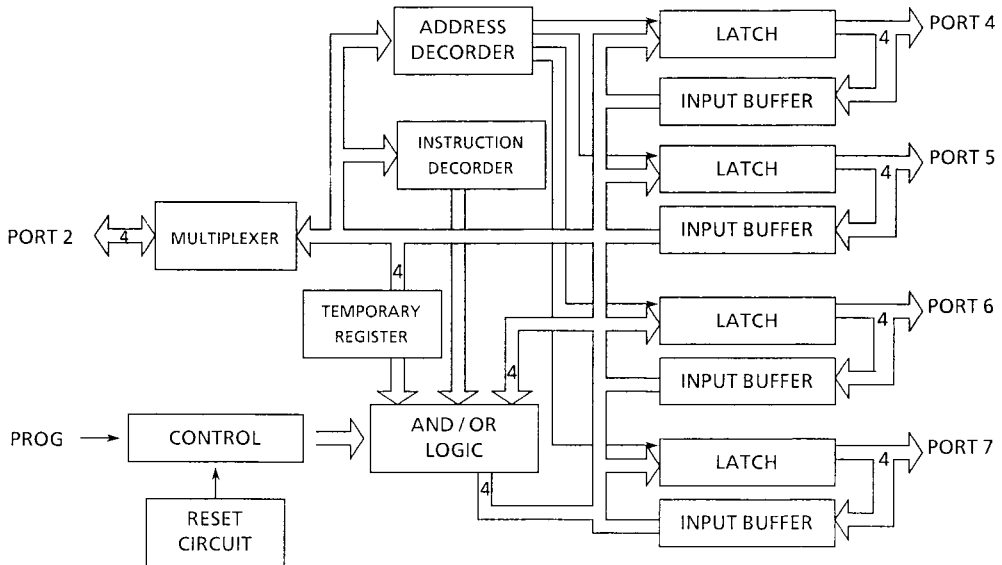 ADDRESS
DECORDER
LATCH
4
PORT 4
INPUT BUFFER
INSTRUCTION
DECORDER
LATCH
4
PORT 5
INPUT BUFFER
PORT 2
4
MULTIPLEXER
4
TEMPORARY
REGISTER
LATCH
4
PORT 6
INPUT BUFFER
4
PROG
CONTROL
AND / OR
LOGIC
LATCH
4
PORT 7
INPUT BUFFER
4
RESET
CIRCUIT